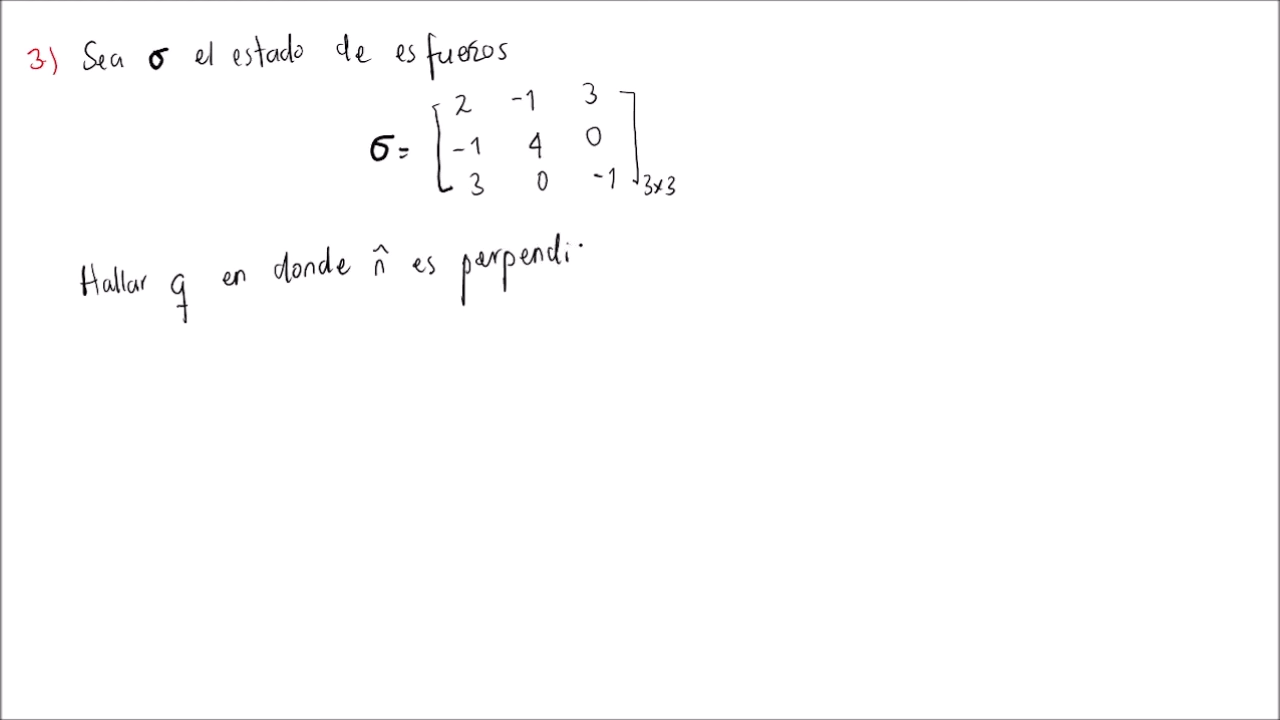 3) Sea σ el estado de esfuerzos
2 -1 3
σ = -1 4 0
3 0 -1 3x3
Hallar q en donde n̂ es perpendi